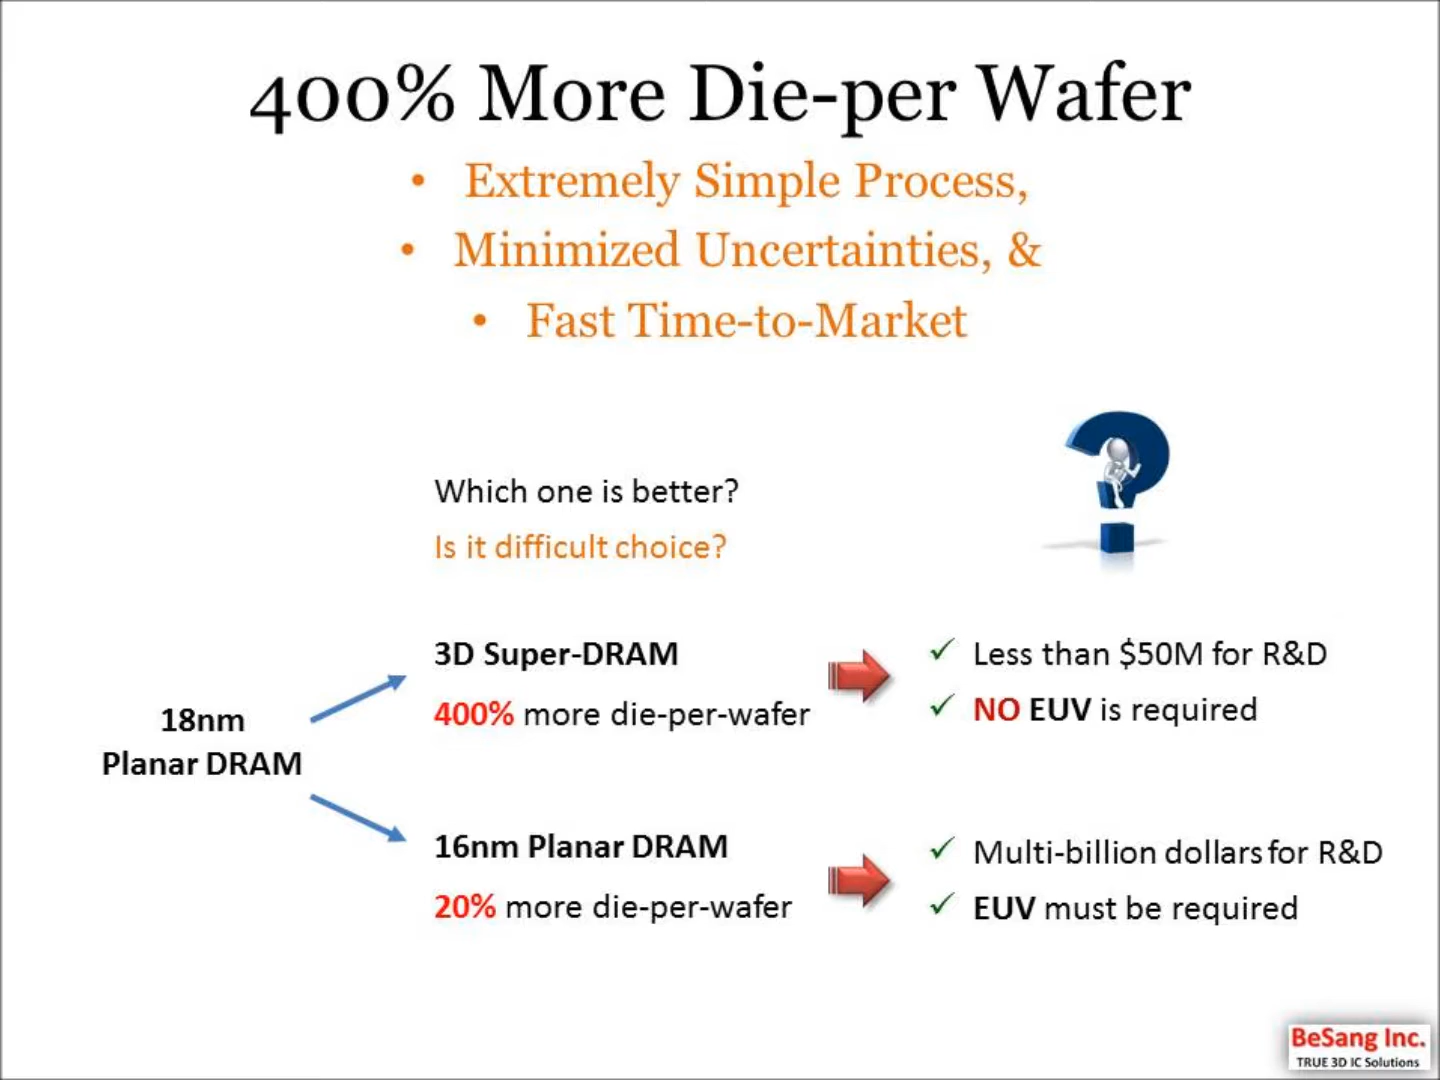 400% More Die-per Wafer
• Extremely Simple Process,
• Minimized Uncertainties, &
• Fast Time-to-Market
Which one is better?
Is it difficult choice?
18nm
Planar DRAM
3D Super-DRAM
400% more die-per-wafer
✓ Less than $50M for R&D
✓ NO EUV is required
16nm Planar DRAM
20% more die-per-wafer
✓ Multi-billion dollars for R&D
✓ EUV must be required
BeSang Inc.
TRUE 3D IC Solutions